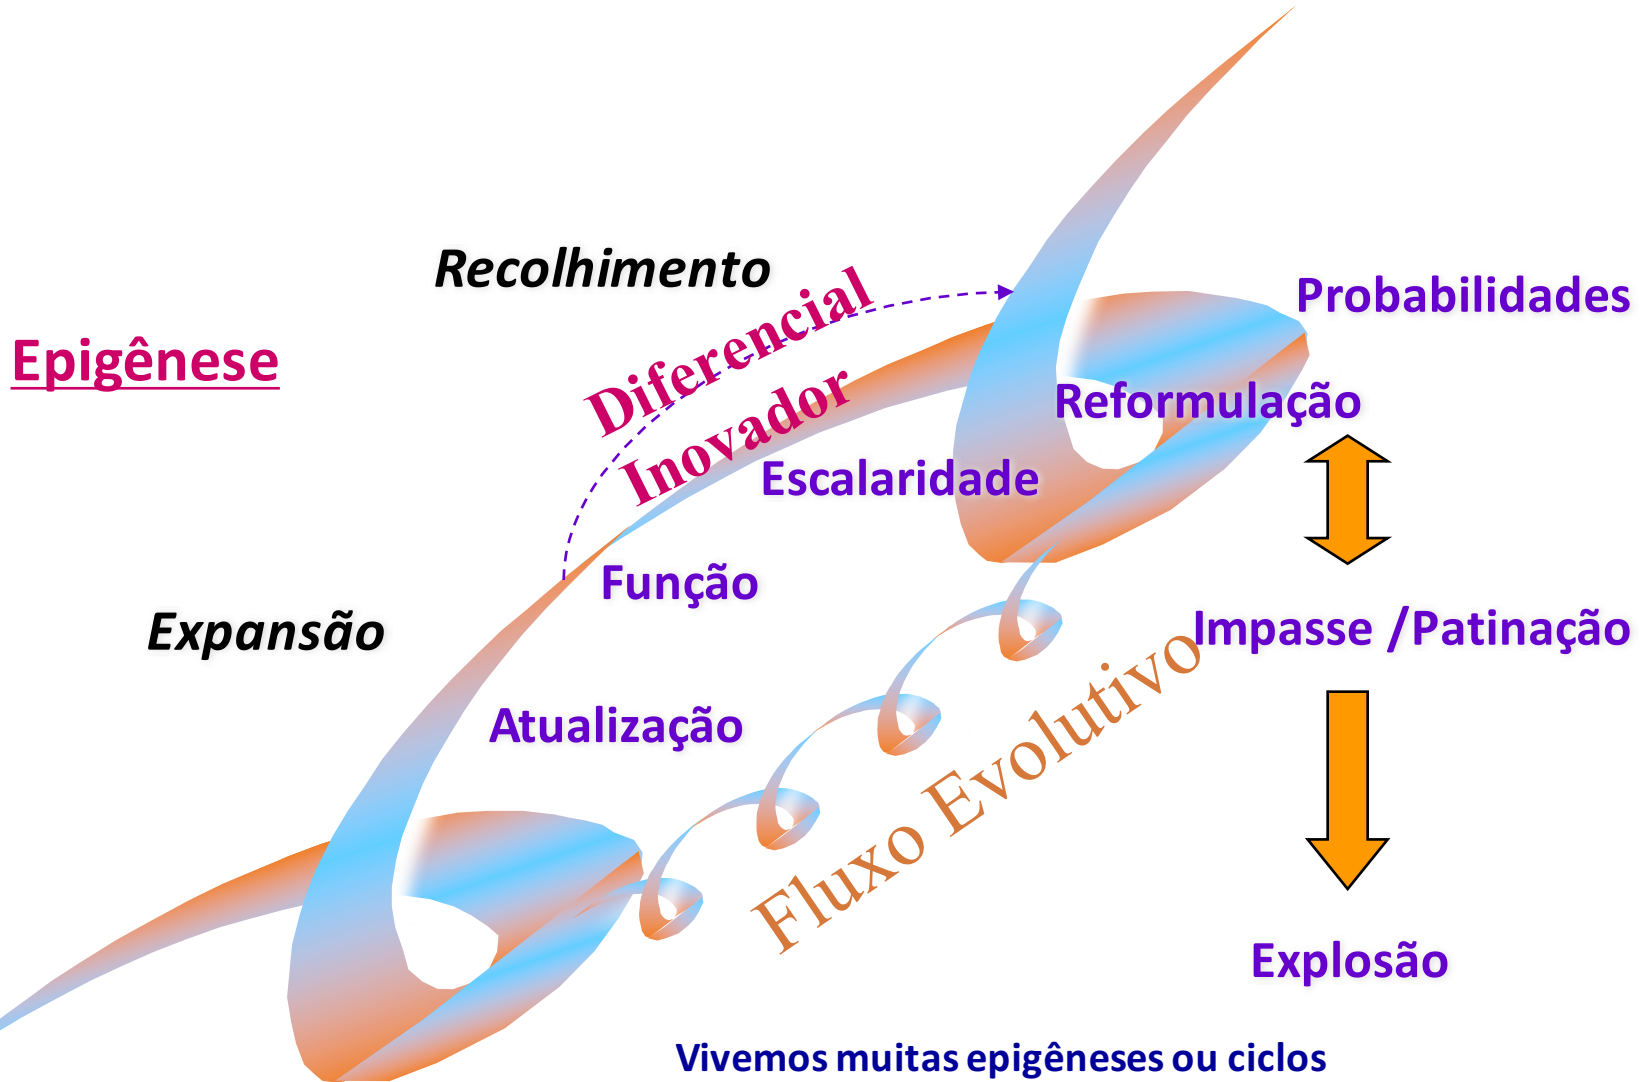 Recolhimento
Probabilidades
Epigênese
Diferencial
Inovador
Reformulação
Escalaridade
Função
Expansão
Impasse /Patinação
Atualização
Fluxo Evolutivo
Explosão
Vivemos muitas epigêneses ou ciclos